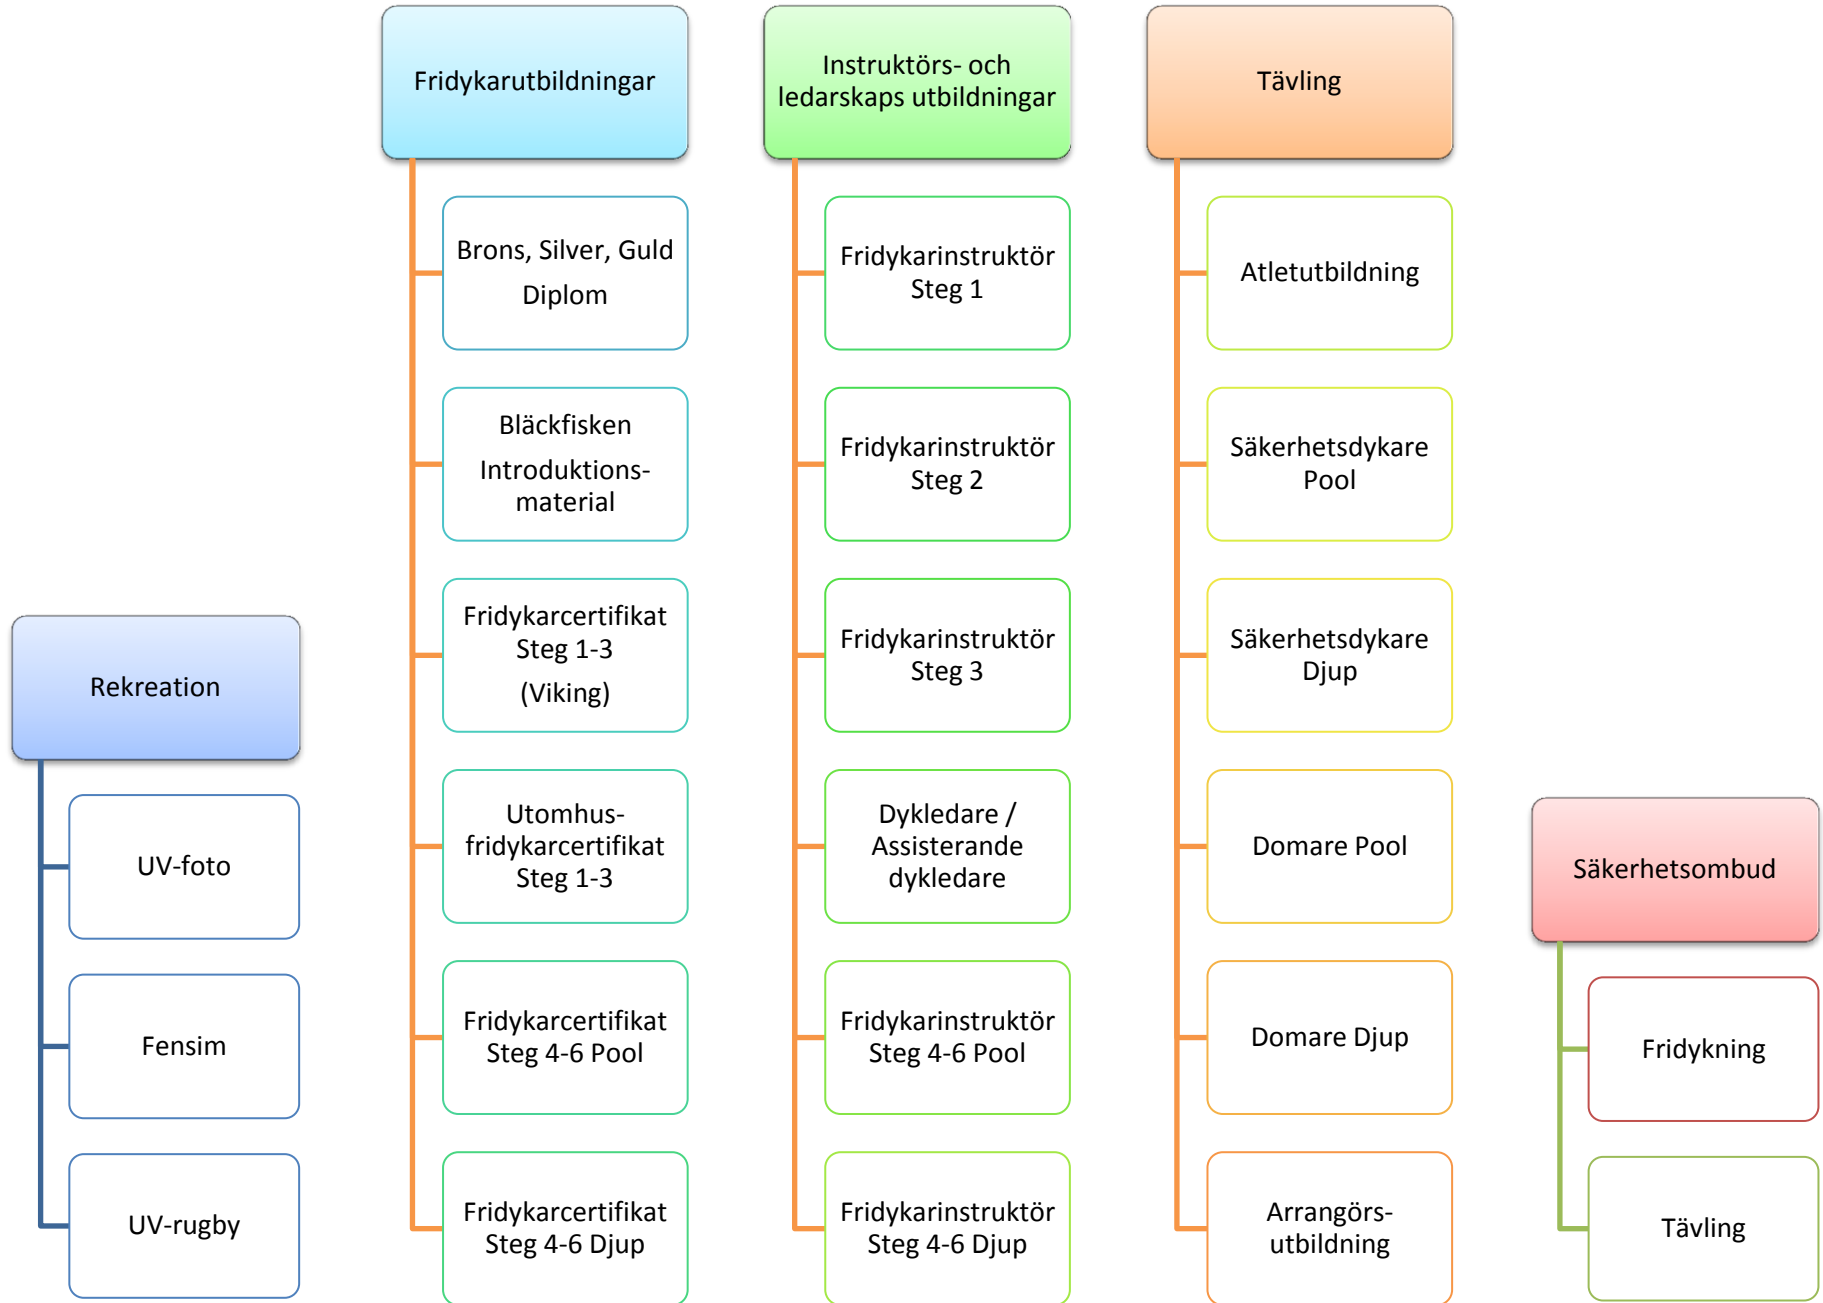 Fridykarutbildningar
Brons, Silver, Guld
Diplom
Bläckfisken
Introduktions-
material
Fridykarcertifikat
Steg 1-3
(Viking)
Utomhus-
fridykarcertifikat
Steg 1-3
Fridykarcertifikat
Steg 4-6 Pool
Fridykarcertifikat
Steg 4-6 Djup
Instruktörs- och
ledarskaps utbildningar
Fridykarinstruktör
Steg 1
Fridykarinstruktör
Steg 2
Fridykarinstruktör
Steg 3
Dykledare /
Assisterande
dykledare
Fridykarinstruktör
Steg 4-6 Pool
Fridykarinstruktör
Steg 4-6 Djup
Tävling
Atletutbildning
Säkerhetsdykare
Pool
Säkerhetsdykare
Djup
Domare Pool
Domare Djup
Arrangörs-
utbildning
Rekreation
UV-foto
Fensim
UV-rugby
Säkerhetsombud
Fridykning
Tävling